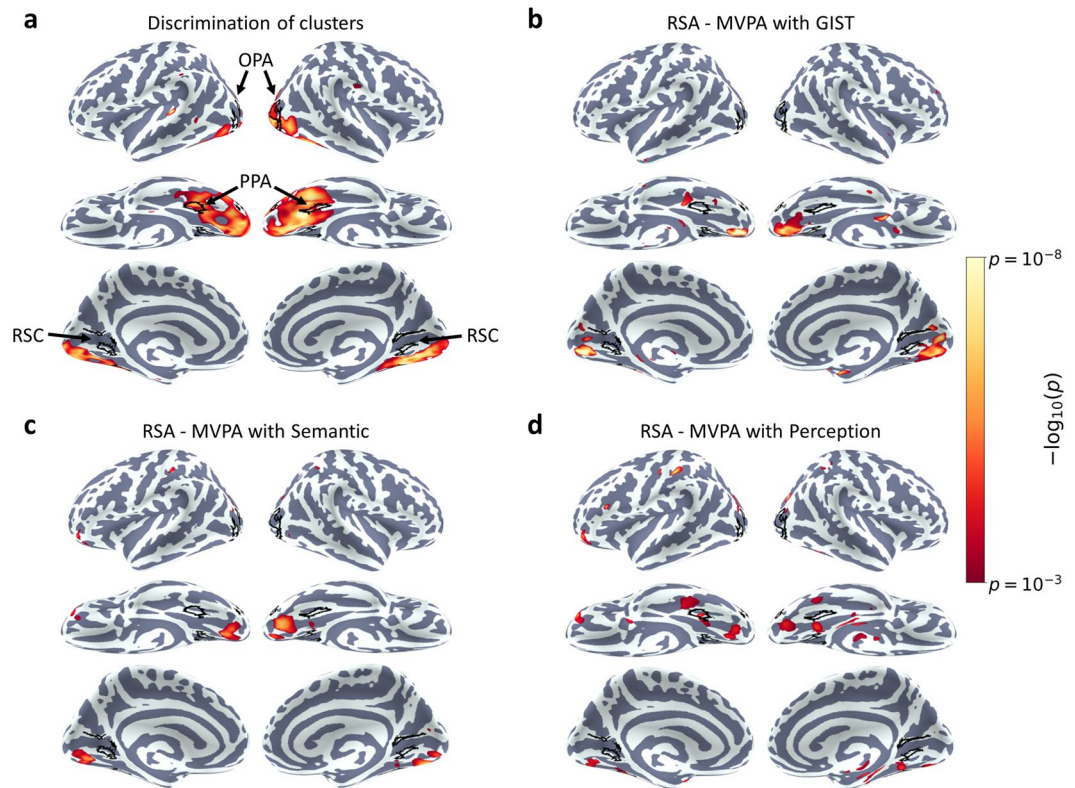 a
Discrimination of clusters
OPA
PPA
RSC
RSC
b
RSA - MVPA with GIST
p = 10⁻⁸
−log₁₀(p)
p = 10⁻³
c
RSA - MVPA with Semantic
d
RSA - MVPA with Perception